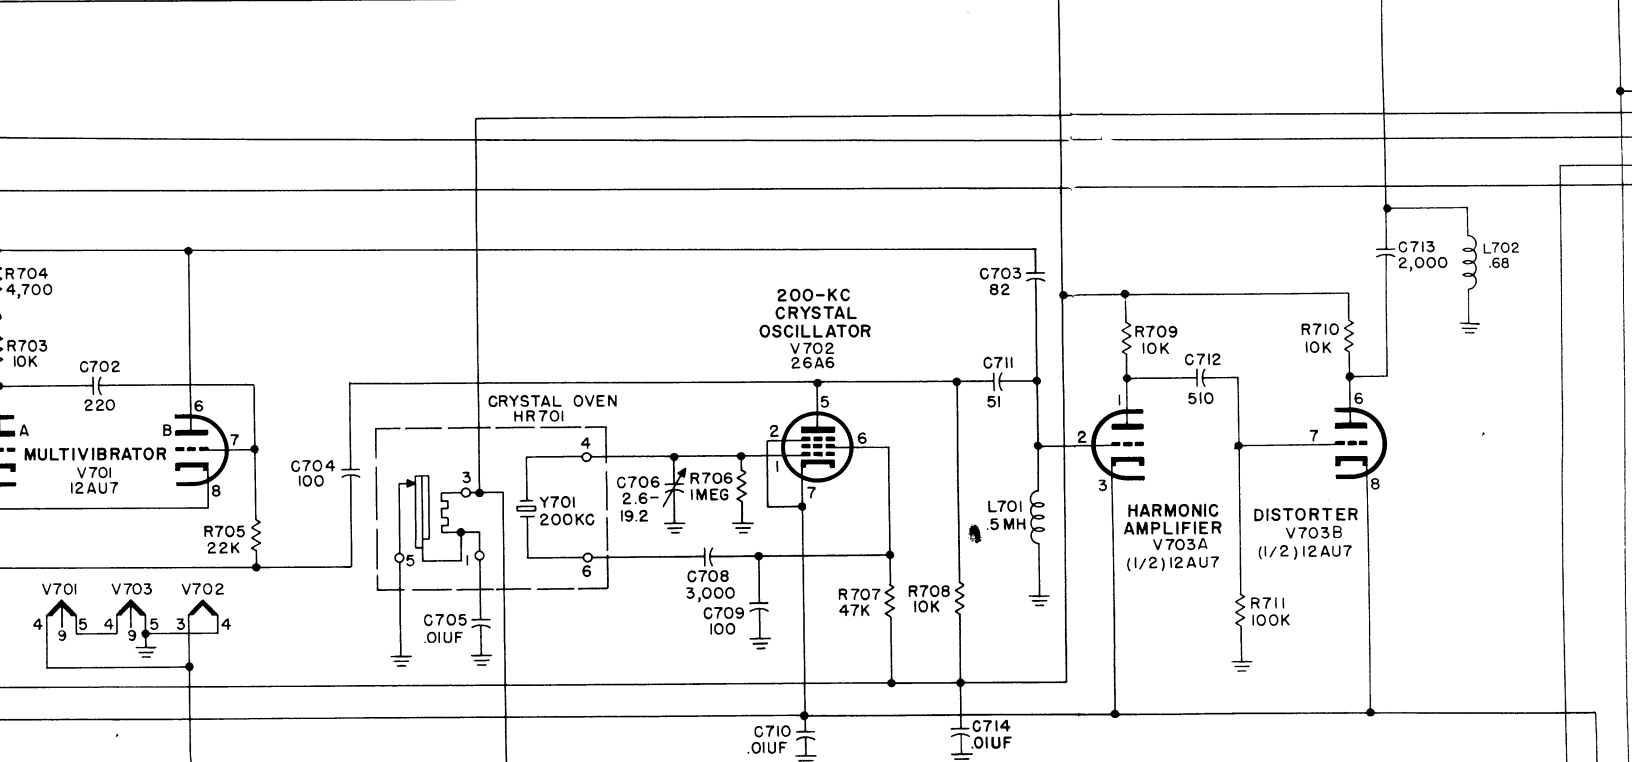 R704
4,700
R703
10K
C702
220
A
B
6
7
8
MULTIVIBRATOR
V701
12AU7
R705
22K
V701
V703
V702
4
9
5
4
9
5
3
4
C704
100
CRYSTAL OVEN
HR701
3
5
1
4
6
Y701
200KC
C705
.01UF
C706
2.6-
19.2
R706
1MEG
C708
3,000
C709
100
200-KC
CRYSTAL
OSCILLATOR
V702
26A6
5
2
1
6
7
R707
47K
R708
10K
C710
.01UF
C714
.01UF
C703
82
C711
51
L701
.5MH
R709
10K
C712
510
1
2
3
HARMONIC
AMPLIFIER
V703A
(1/2)12AU7
R710
10K
6
7
8
DISTORTER
V703B
(1/2)12AU7
R711
100K
C713
2,000
L702
.68